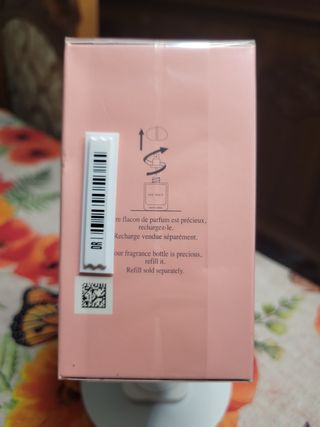 re flacon de parfum est précieux,
rechargez-le.
Recharge vendue séparément.
our fragrance bottle is precious,
refill it.
Refill sold separately.
DR